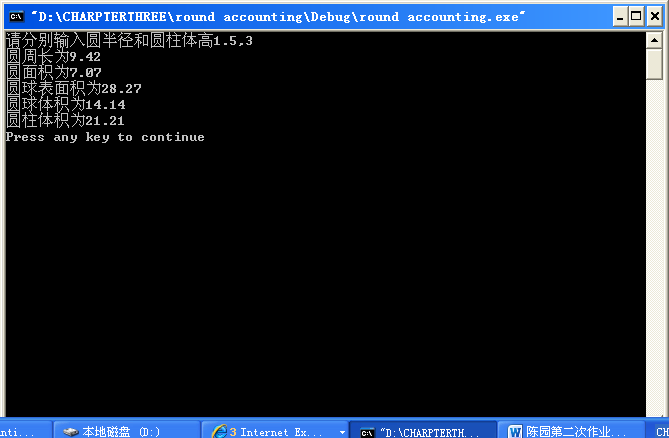 "D:\CHARPTERTHREE\round accounting\Debug\round accounting.exe"
请分别输入圆半径和圆柱体高1.5,3
圆周长为9.42
圆面积为7.07
圆球表面积为28.27
圆球体积为14.14
圆柱体积为21.21
Press any key to continue
nti... 本地磁盘 (D:) 3 Internet Ex... "D:\CHARPTERTH... 陈园第二次作业... CH